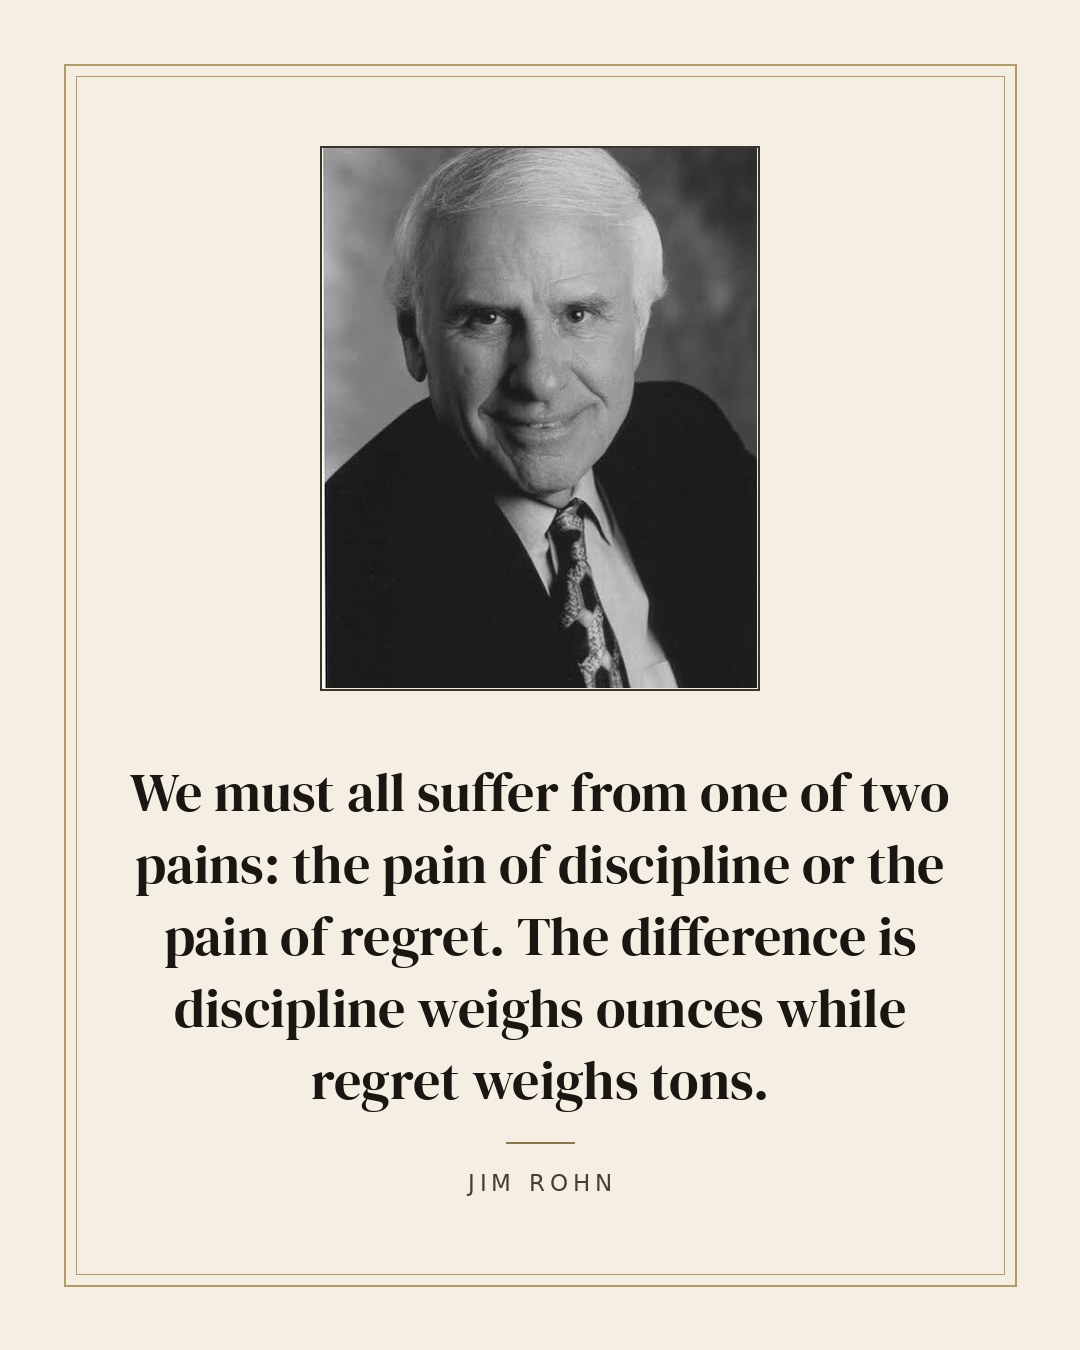 We must all suffer from one of two
pains: the pain of discipline or the
pain of regret. The difference is
discipline weighs ounces while
regret weighs tons.
JIM ROHN